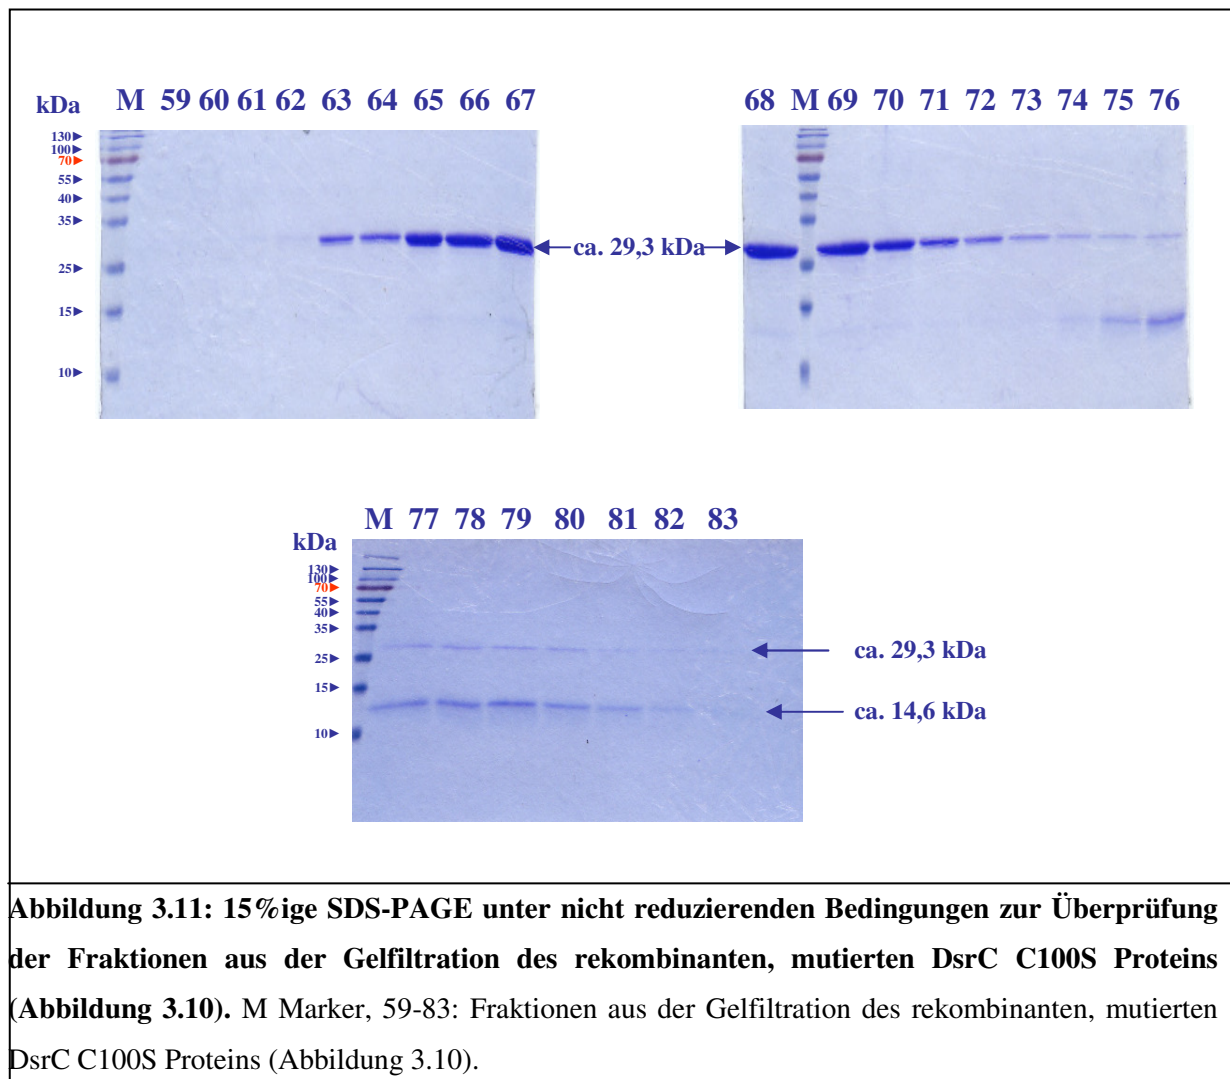 kDa M 59 60 61 62 63 64 65 66 67
130
100
70
55
40
35
25
15
10
ca. 29,3 kDa
68 M 69 70 71 72 73 74 75 76
kDa M 77 78 79 80 81 82 83
130
100
70
55
40
35
25
15
10
ca. 29,3 kDa
ca. 14,6 kDa
Abbildung 3.11: 15%ige SDS-PAGE unter nicht reduzierenden Bedingungen zur Überprüfung
der Fraktionen aus der Gelfiltration des rekombinanten, mutierten DsrC C100S Proteins
(Abbildung 3.10). M Marker, 59-83: Fraktionen aus der Gelfiltration des rekombinanten, mutierten
DsrC C100S Proteins (Abbildung 3.10).